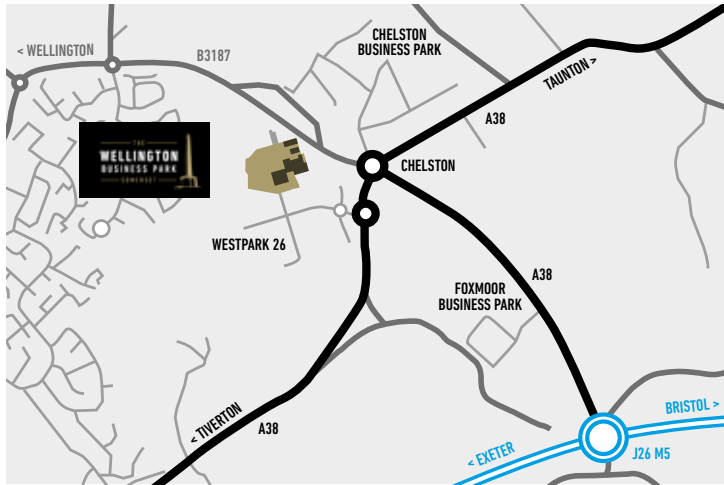 < WELLINGTON
B3187
CHELSTON
BUSINESS PARK
TAUNTON >
A38
THE
WELLINGTON
BUSINESS PARK
SOMERSET
CHELSTON
WESTPARK 26
A38
FOXMOOR
BUSINESS PARK
< TIVERTON
A38
BRISTOL >
< EXETER
J26 M5